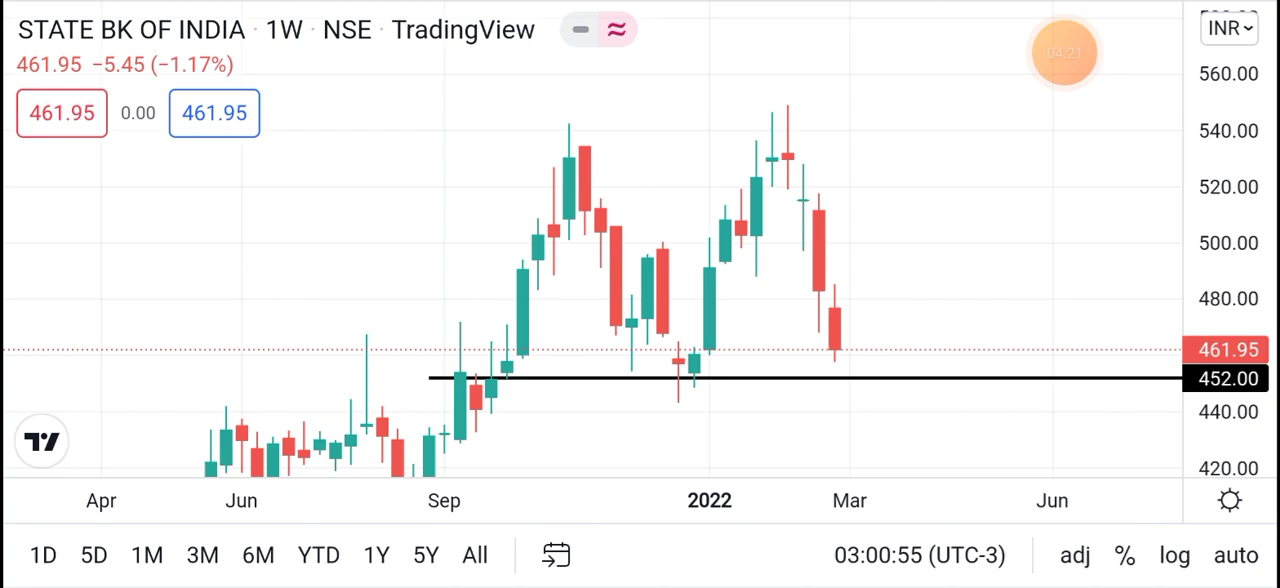 STATE BK OF INDIA · 1W · NSE · TradingView
INR
461.95 −5.45 (−1.17%)
04:21
461.95 0.00 461.95
560.00
540.00
520.00
500.00
480.00
461.95
452.00
440.00
420.00
Apr Jun Sep 2022 Mar Jun
1D 5D 1M 3M 6M YTD 1Y 5Y All 03:00:55 (UTC-3) adj % log auto